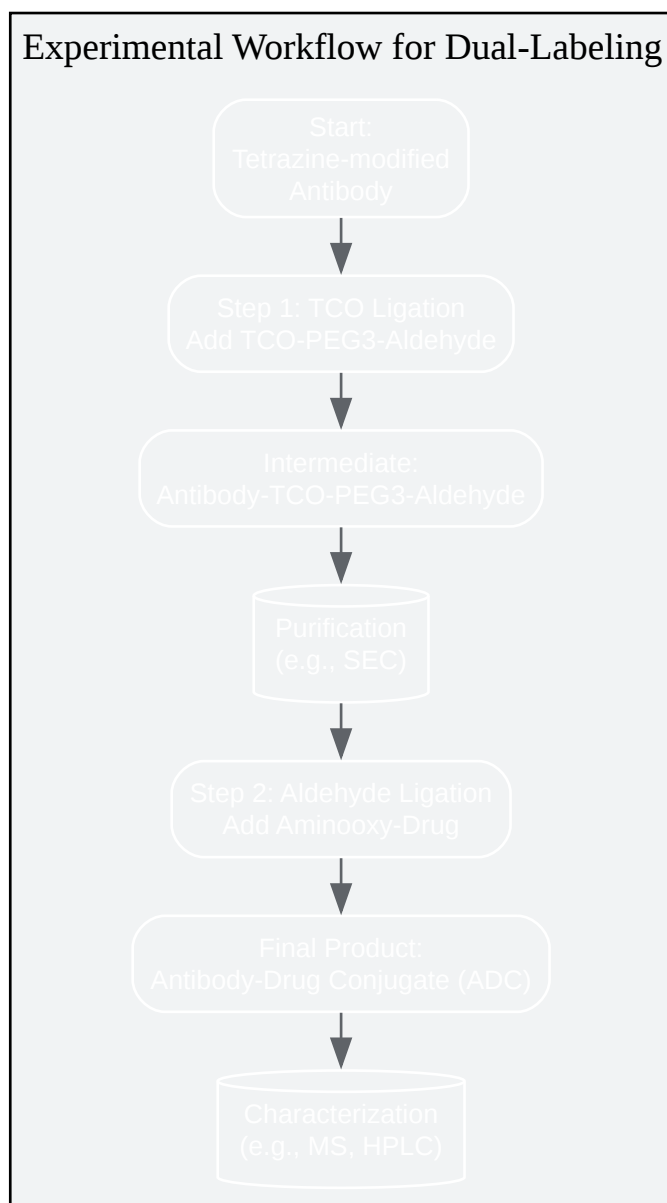 Experimental Workflow for Dual-Labeling
Start:
Tetrazine-modified
Antibody
Step 1: TCO Ligation
Add TCO-PEG3-Aldehyde
Intermediate:
Antibody-TCO-PEG3-Aldehyde
Purification
(e.g., SEC)
Step 2: Aldehyde Ligation
Add Aminooxy-Drug
Final Product:
Antibody-Drug Conjugate (ADC)
Characterization
(e.g., MS, HPLC)